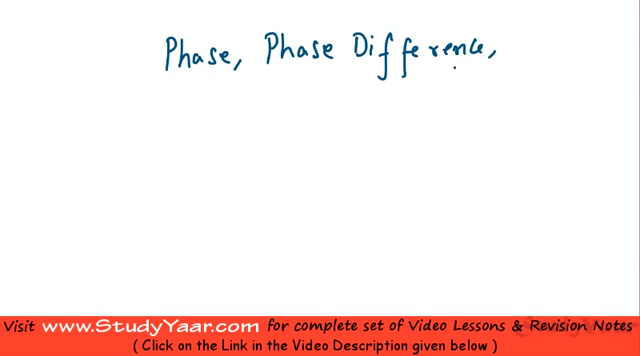 Phase, Phase Difference,
Visit www.StudyYaar.com for complete set of Video Lessons & Revision Notes
( Click on the Link in the Video Description given below )